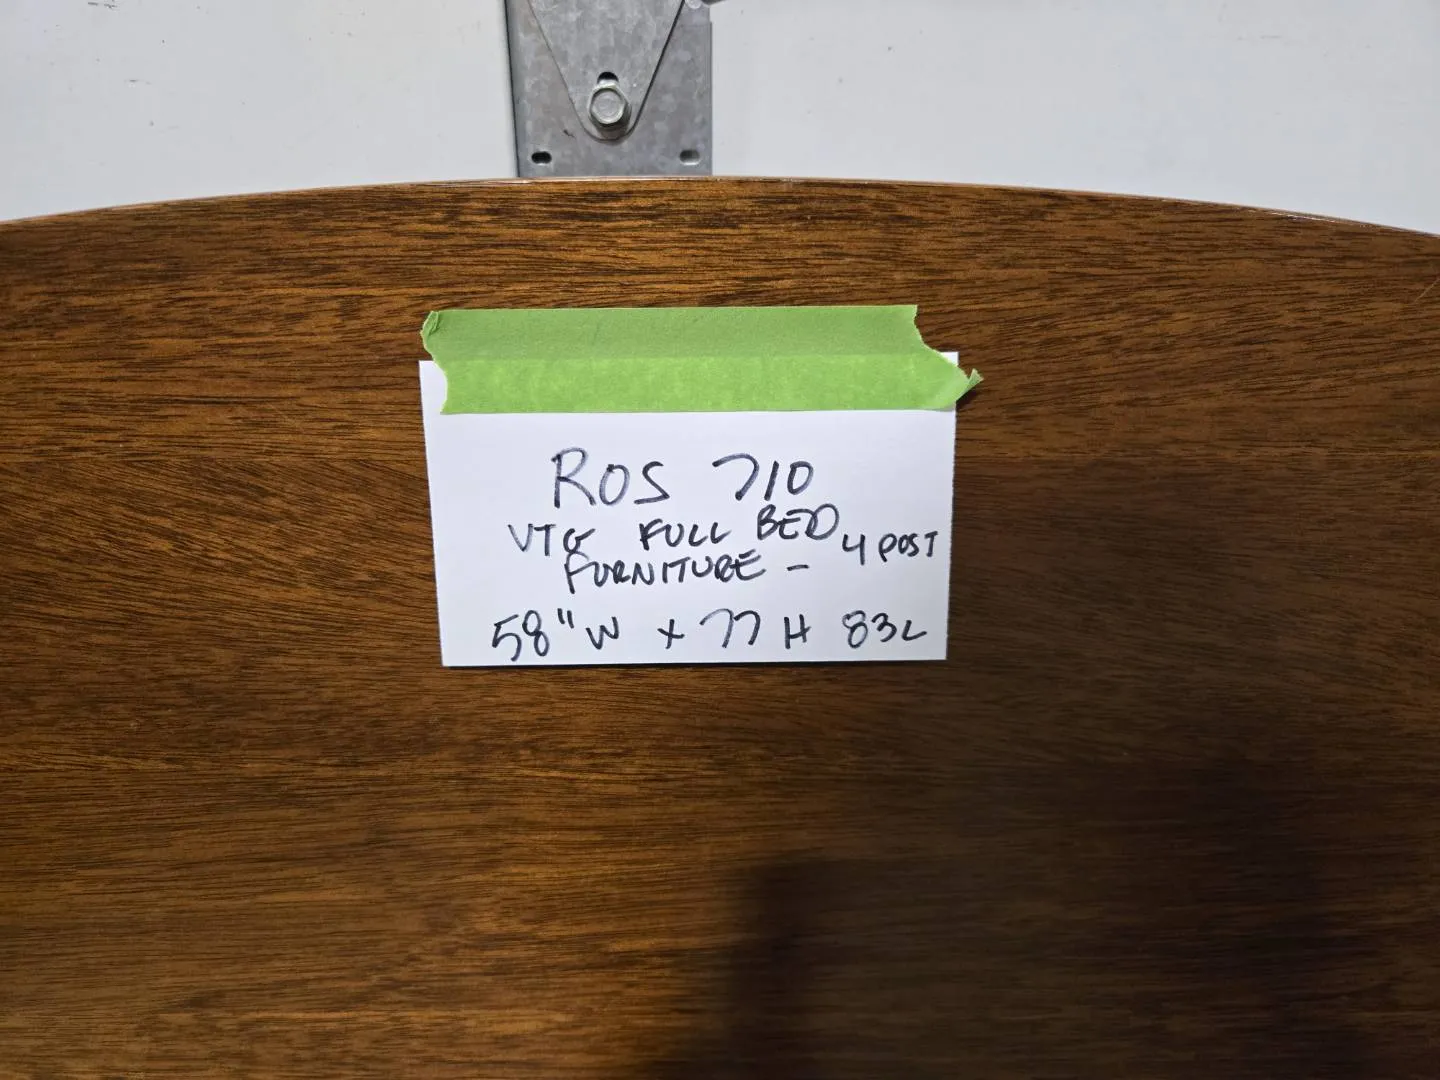 ROS 710
VTG FULL BED 4 POST
FURNITURE -
58"W x 77 H 83L